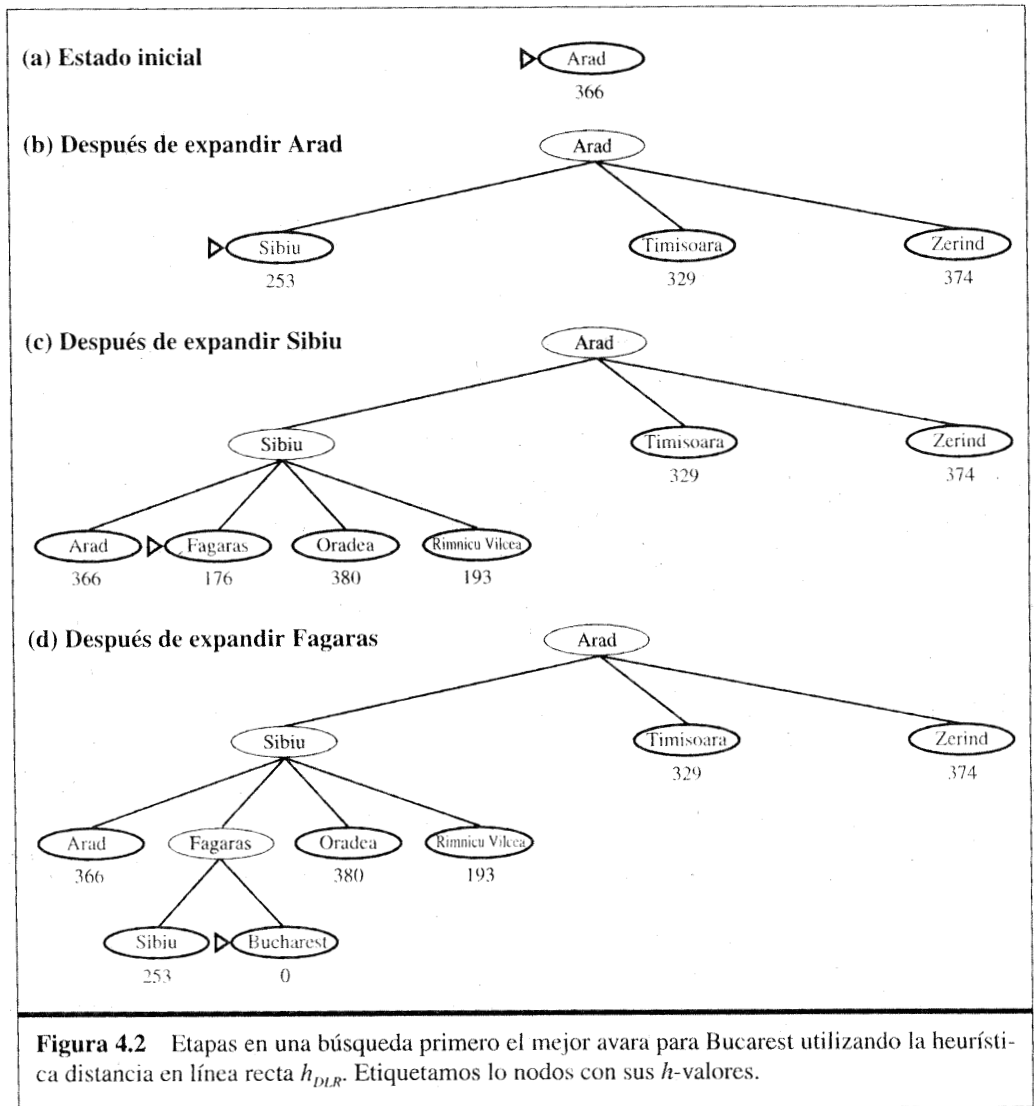 (a) Estado inicial
Arad
366
(b) Después de expandir Arad
Arad
Sibiu
253
Timisoara
329
Zerind
374
(c) Después de expandir Sibiu
Arad
Sibiu
Timisoara
329
Zerind
374
Arad
366
Fagaras
176
Oradea
380
Rimnicu Vilcea
193
(d) Después de expandir Fagaras
Arad
Sibiu
Timisoara
329
Zerind
374
Arad
366
Fagaras
Oradea
380
Rimnicu Vilcea
193
Sibiu
253
Bucharest
0
Figura 4.2 Etapas en una búsqueda primero el mejor avara para Bucarest utilizando la heurísti-
ca distancia en línea recta hDLR. Etiquetamos lo nodos con sus h-valores.